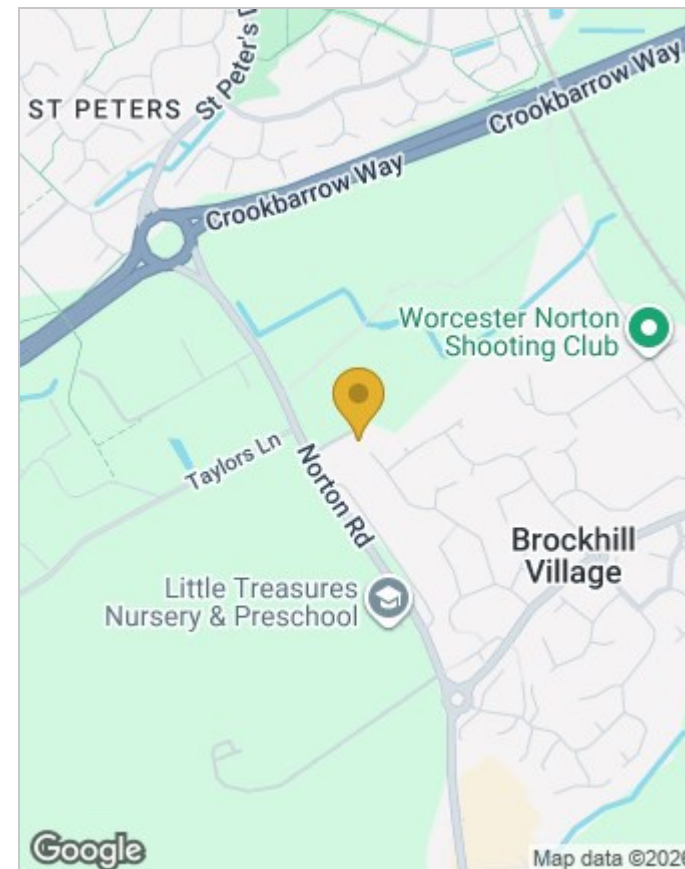 St Peter's D
ST PETERS
Crookbarrow Way
Crookbarrow Way
Worcester Norton
Shooting Club
Taylors Ln
Norton Rd
Brockhill
Village
Little Treasures
Nursery & Preschool
Google
Map data ©2026